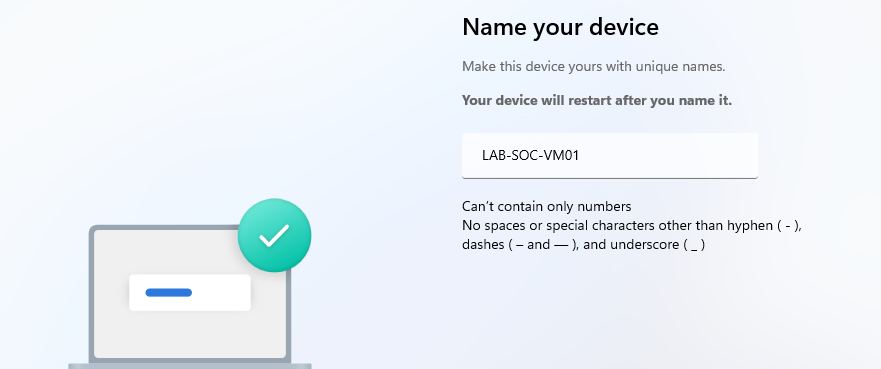 Name your device
Make this device yours with unique names.
Your device will restart after you name it.
LAB-SOC-VM01
Can’t contain only numbers
No spaces or special characters other than hyphen ( - ),
dashes ( – and — ), and underscore ( _ )